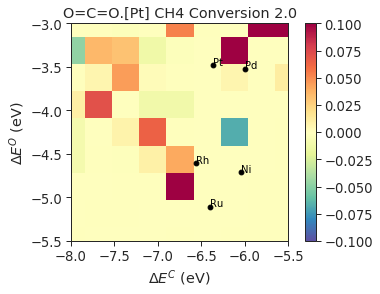 O=C=O.[Pt] CH4 Conversion 2.0
−3.0
−3.5
−4.0
−4.5
−5.0
−5.5
ΔE^O (eV)
Pt
Pd
Rh
Ni
Ru
−8.0 −7.5 −7.0 −6.5 −6.0 −5.5
ΔE^C (eV)
0.100
0.075
0.050
0.025
0.000
−0.025
−0.050
−0.075
−0.100